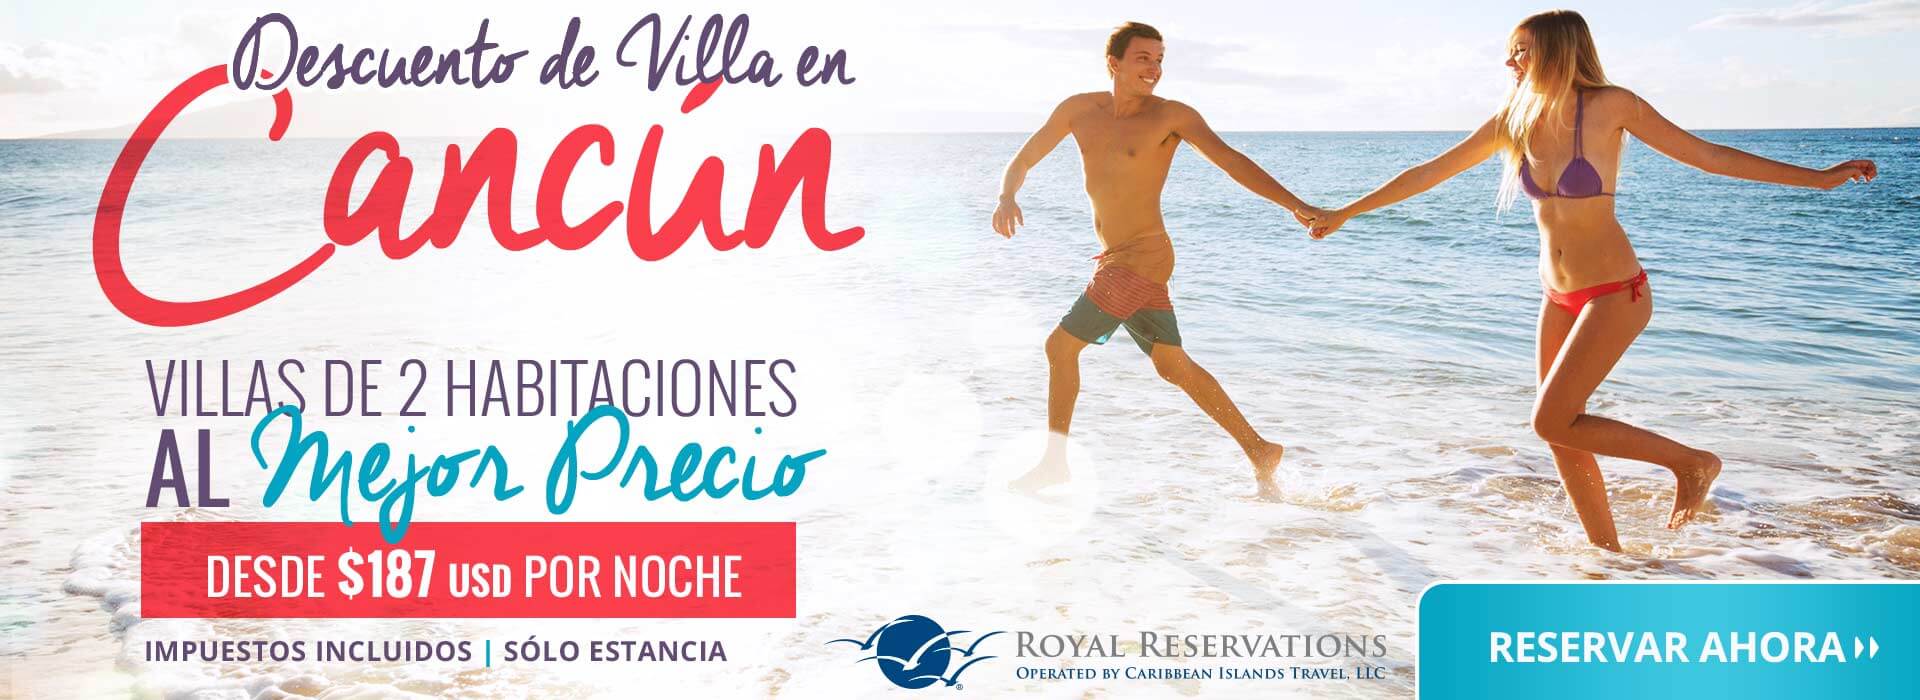 Descuento de Villa en
Cancún
VILLAS DE 2 HABITACIONES
AL Mejor Precio
DESDE $187 USD POR NOCHE
IMPUESTOS INCLUIDOS | SÓLO ESTANCIA
ROYAL RESERVATIONS
OPERATED BY CARIBBEAN ISLANDS TRAVEL, LLC
®
RESERVAR AHORA